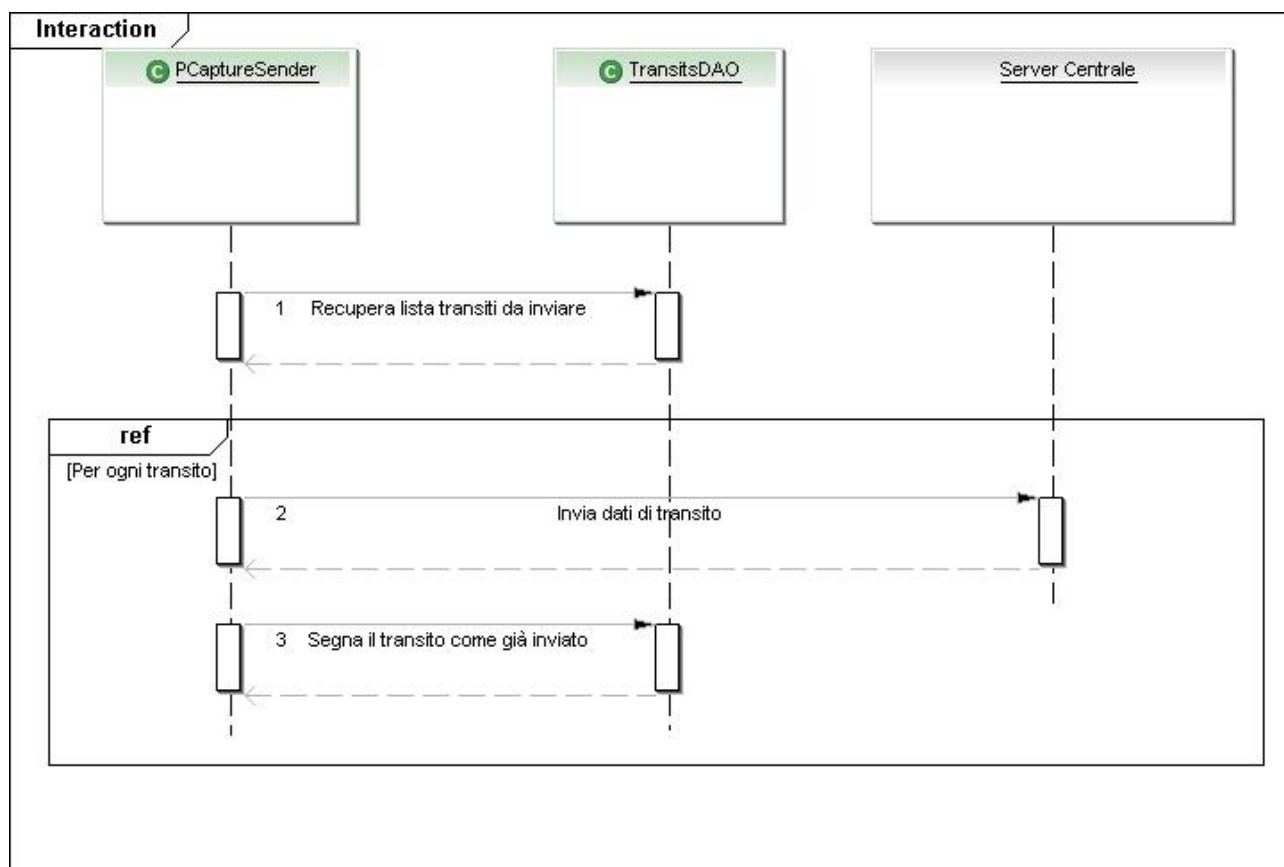 Interaction
C PCaptureSender
C TransitsDAO
Server Centrale
1 Recupera lista transiti da inviare
ref
[Per ogni transito]
2 Invia dati di transito
3 Segna il transito come già inviato